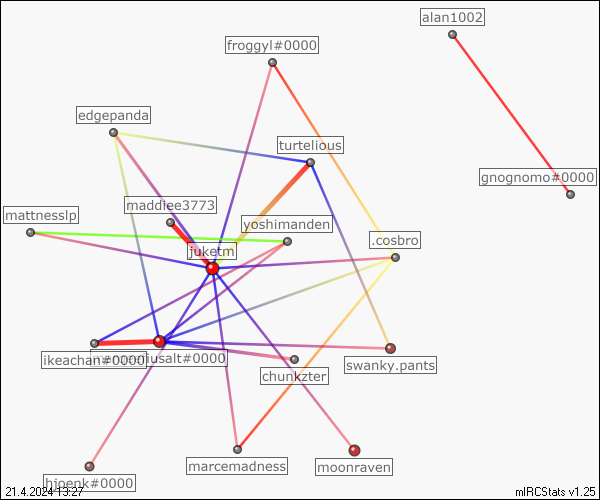 alan1002
froggyl#0000
edgepanda
turtelious
gnognomo#0000
maddiee3773
mattnesslp
yoshimanden
.cosbro
juketm
ikeachan#0000
iusalt#0000
swanky.pants
chunkzter
marcemadness
moonraven
hjoenk#0000
21.4.2024 13:27
mIRCStats v1.25